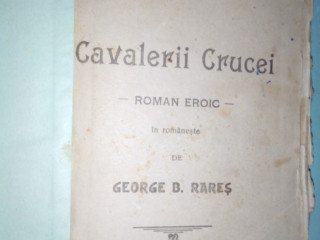 Cavalerii Crucei
— ROMAN EROIC —
în românește
DE
GEORGE B. RAREȘ